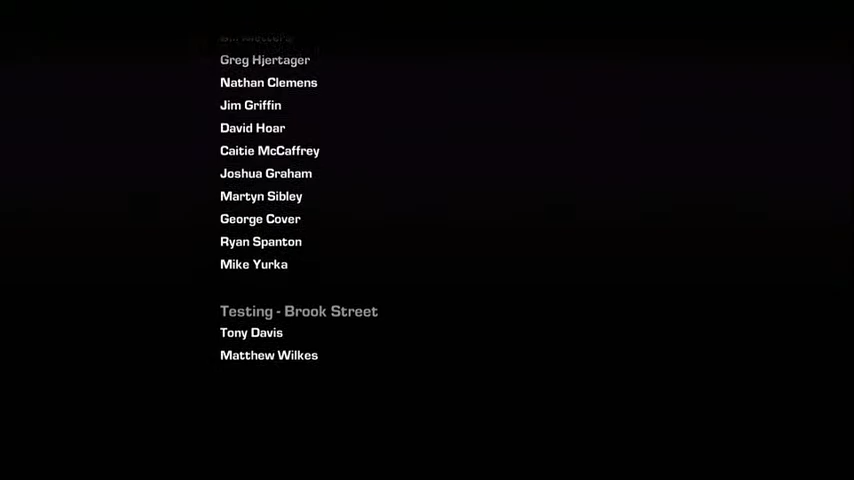 Greg Hjertager
Nathan Clemens
Jim Griffin
David Hoar
Caitie McCaffrey
Joshua Graham
Martyn Sibley
George Cover
Ryan Spanton
Mike Yurka
Testing - Brook Street
Tony Davis
Matthew Wilkes